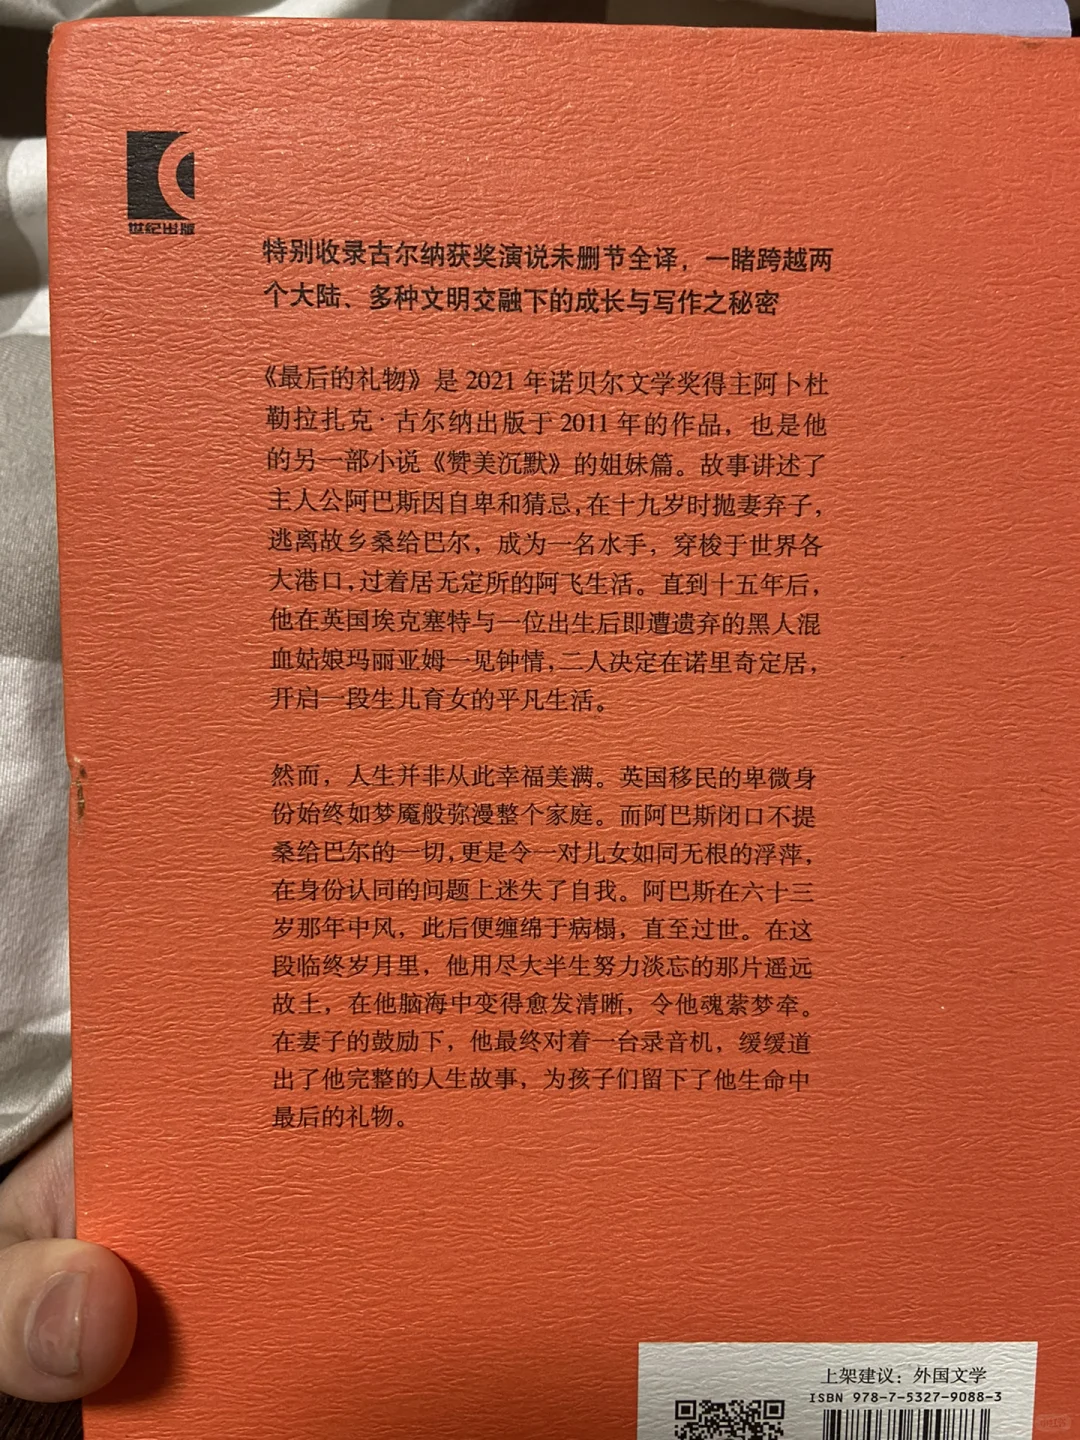 世纪出版
特别收录古尔纳获奖演说未删节全译，一睹跨越两
个大陆、多种文明交融下的成长与写作之秘密
《最后的礼物》是 2021 年诺贝尔文学奖得主阿卜杜
勒拉扎克·古尔纳出版于 2011 年的作品，也是他
的另一部小说《赞美沉默》的姐妹篇。故事讲述了
主人公阿巴斯因自卑和猜忌，在十九岁时抛妻弃子，
逃离故乡桑给巴尔，成为一名水手，穿梭于世界各
大港口，过着居无定所的阿飞生活。直到十五年后，
他在英国埃克塞特与一位出生后即遭遗弃的黑人混
血姑娘玛丽亚姆一见钟情，二人决定在诺里奇定居，
开启一段生儿育女的平凡生活。
然而，人生并非从此幸福美满。英国移民的卑微身
份始终如梦魇般弥漫整个家庭。而阿巴斯闭口不提
桑给巴尔的一切，更是令一对儿女如同无根的浮萍，
在身份认同的问题上迷失了自我。阿巴斯在六十三
岁那年中风，此后便缠绵于病榻，直至过世。在这
段临终岁月里，他用尽大半生努力淡忘的那片遥远
故土，在他脑海中变得愈发清晰，令他魂萦梦牵。
在妻子的鼓励下，他最终对着一台录音机，缓缓道
出了他完整的人生故事，为孩子们留下了他生命中
最后的礼物。
上架建议：外国文学
ISBN 978-7-5327-9088-3